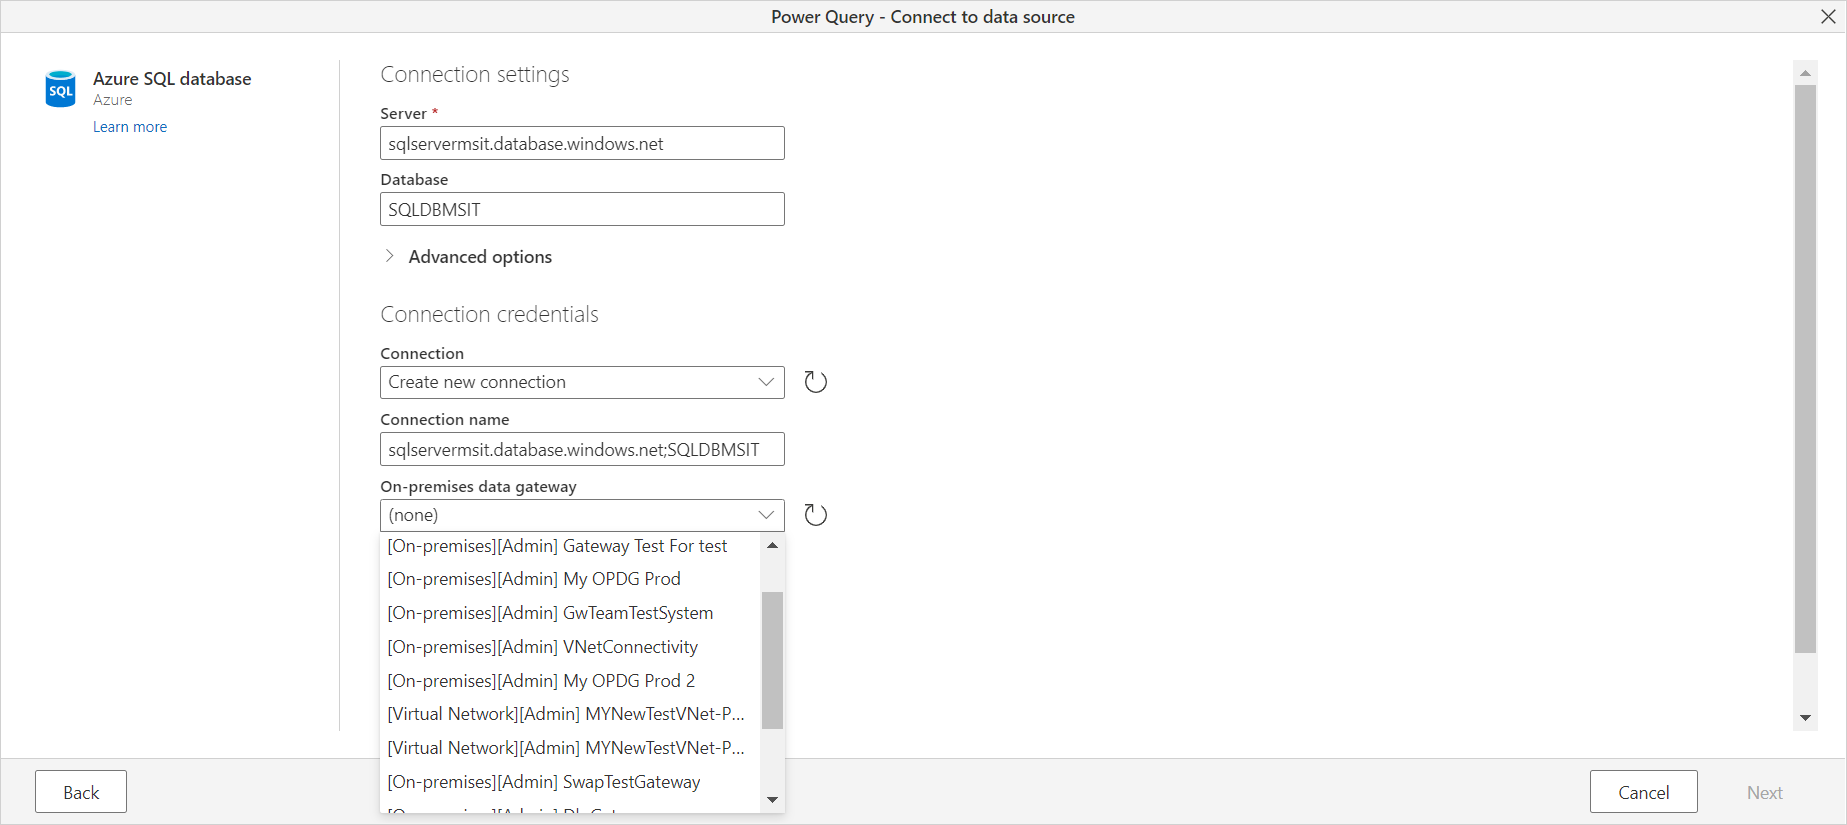 Power Query - Connect to data source
SQL
Azure SQL database
Azure
Learn more
Connection settings
Server *
sqlservermsit.database.windows.net
Database
SQLDBMSIT
Advanced options
Connection credentials
Connection
Create new connection
Connection name
sqlservermsit.database.windows.net;SQLDBMSIT
On-premises data gateway
(none)
[On-premises][Admin] Gateway Test For test
[On-premises][Admin] My OPDG Prod
[On-premises][Admin] GwTeamTestSystem
[On-premises][Admin] VNetConnectivity
[On-premises][Admin] My OPDG Prod 2
[Virtual Network][Admin] MYNewTestVNet-P...
[Virtual Network][Admin] MYNewTestVNet-P...
[On-premises][Admin] SwapTestGateway
[On-premises][Admin]
Back
Cancel
Next